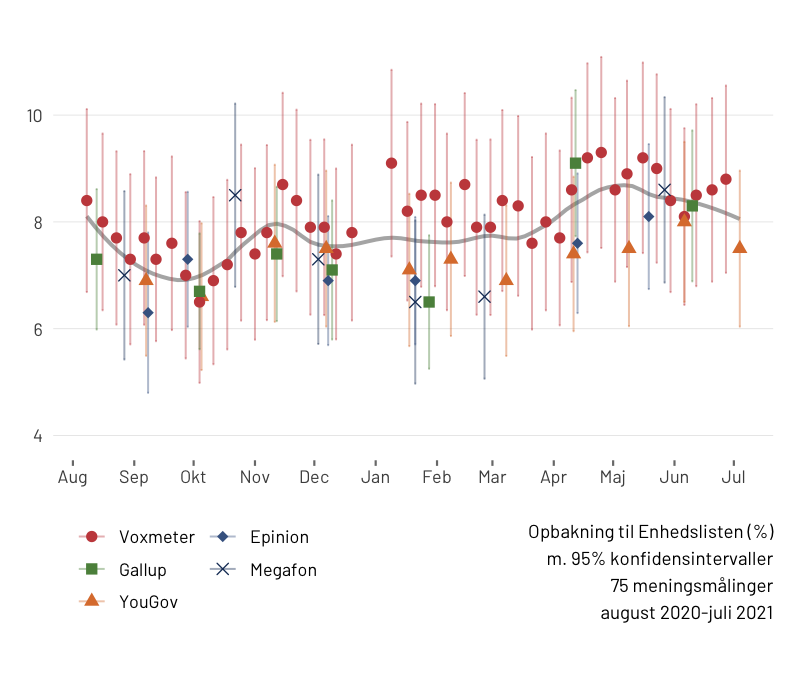 10
8
6
4
Aug Sep Okt Nov Dec Jan Feb Mar Apr Maj Jun Jul
Voxmeter Epinion
Gallup Megafon
YouGov
Opbakning til Enhedslisten (%)
m. 95% konfidensintervaller
75 meningsmålinger
august 2020-juli 2021